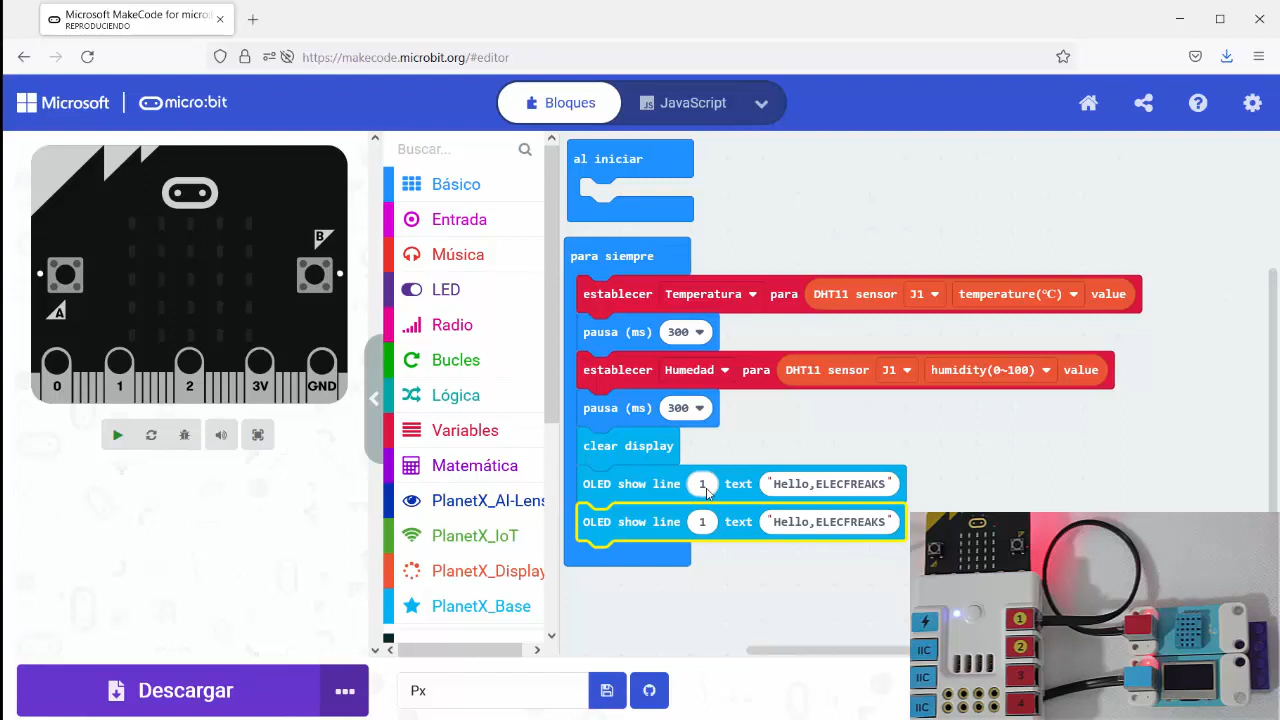 Microsoft MakeCode for micro:
REPRODUCIENDO
https://makecode.microbit.org/#editor
Microsoft
micro:bit
Bloques
JS
JavaScript
B
A
0 1 2 3V GND
Buscar...
Básico
Entrada
Música
LED
Radio
Bucles
Lógica
Variables
Matemática
PlanetX_AI-Lens
PlanetX_IoT
PlanetX_Display
PlanetX_Base
al iniciar
para siempre
establecer Temperatura para DHT11 sensor J1 temperature(℃) value
pausa (ms) 300
establecer Humedad para DHT11 sensor J1 humidity(0~100) value
pausa (ms) 300
clear display
OLED show line 1 text "Hello,ELECFREAKS"
OLED show line 1 text "Hello,ELECFREAKS"
1
2
IIC
3
IIC
4
IIC
Descargar
Px